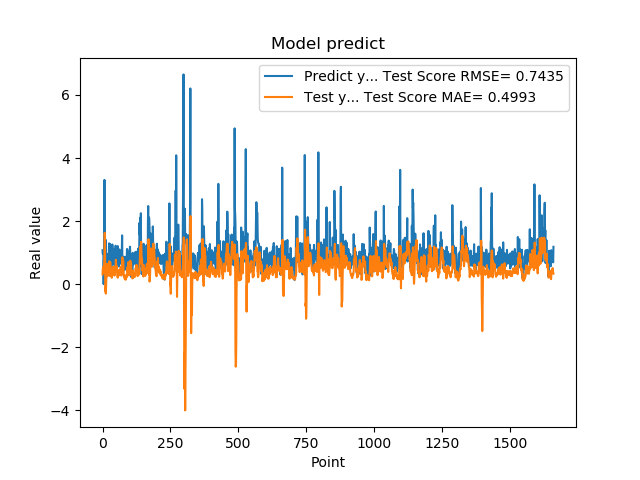 Model predict
Predict y... Test Score RMSE= 0.7435
Test y... Test Score MAE= 0.4993
6
4
2
0
−2
−4
Real value
0 250 500 750 1000 1250 1500
Point